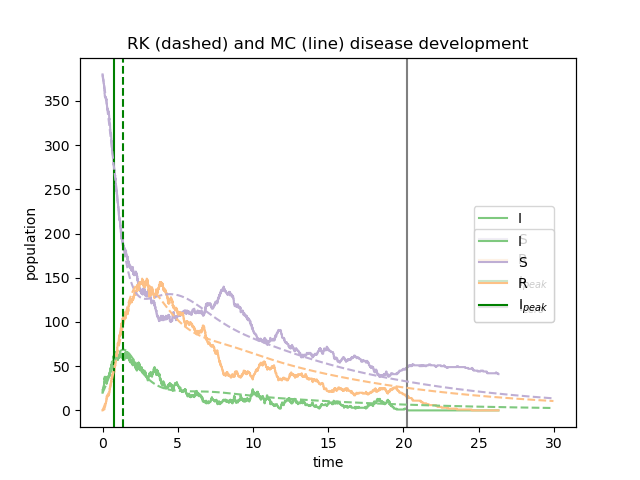 RK (dashed) and MC (line) disease development
population
350
300
250
200
150
100
50
0
0 5 10 15 20 25 30
time
I
I
S
S
R
I_peak
peak